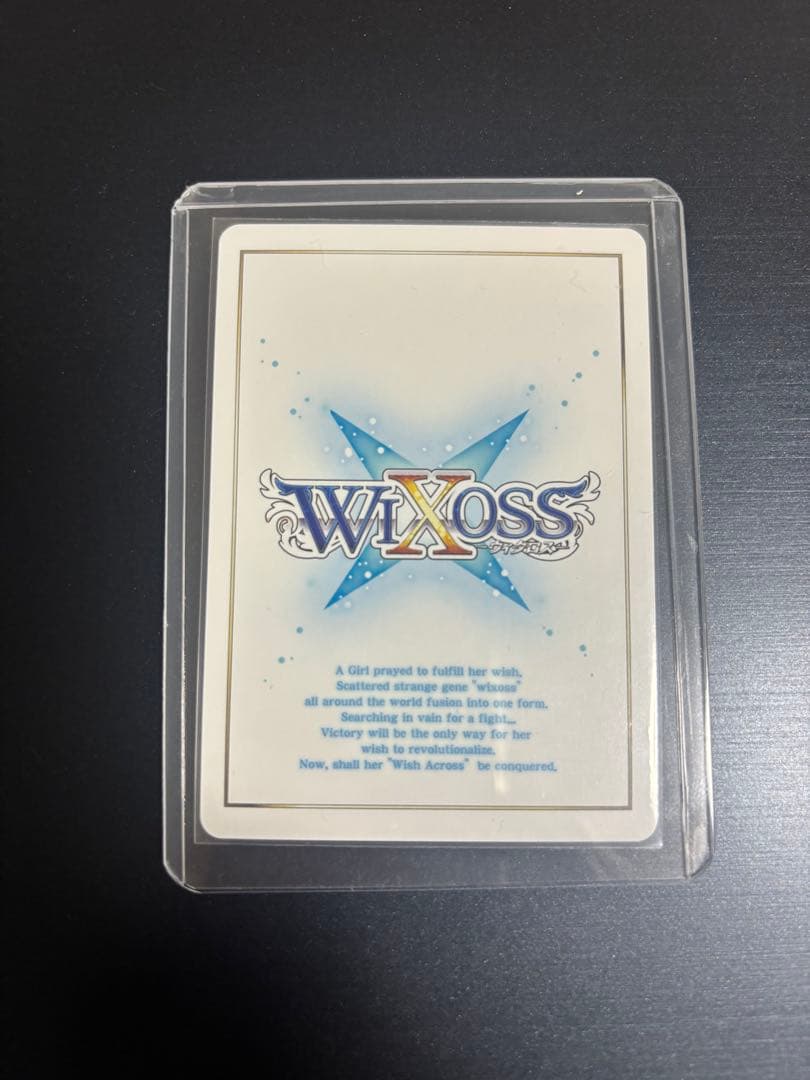 WIXOSS
ーウィクロスー
A Girl prayed to fulfill her wish.
Scattered strange gene "wixoss"
all around the world fusion into one form.
Searching in vain for a fight...
Victory will be the only way for her
wish to revolutionalize.
Now, shall her "Wish Across" be conquered.